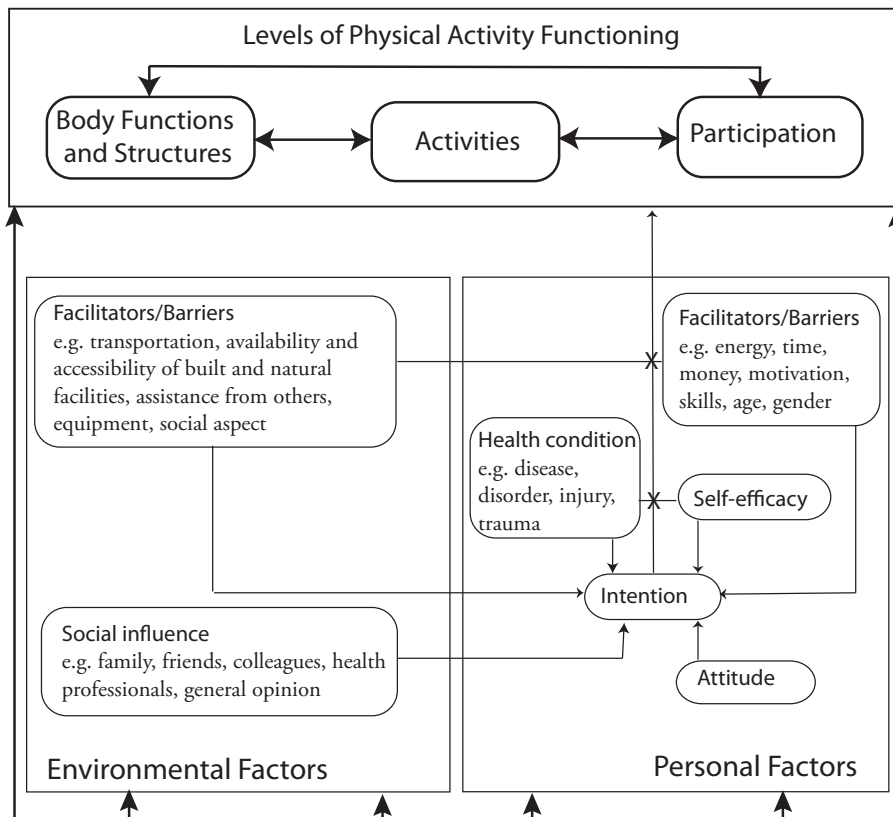 Levels of Physical Activity Functioning
Body Functions
and Structures
Activities
Participation
Facilitators/Barriers
e.g. transportation, availability and
accessibility of built and natural
facilities, assistance from others,
equipment, social aspect
Facilitators/Barriers
e.g. energy, time,
money, motivation,
skills, age, gender
X
Health condition
e.g. disease,
disorder, injury,
trauma
X
Self-efficacy
Intention
Social influence
e.g. family, friends, colleagues, health
professionals, general opinion
Attitude
Environmental Factors
Personal Factors